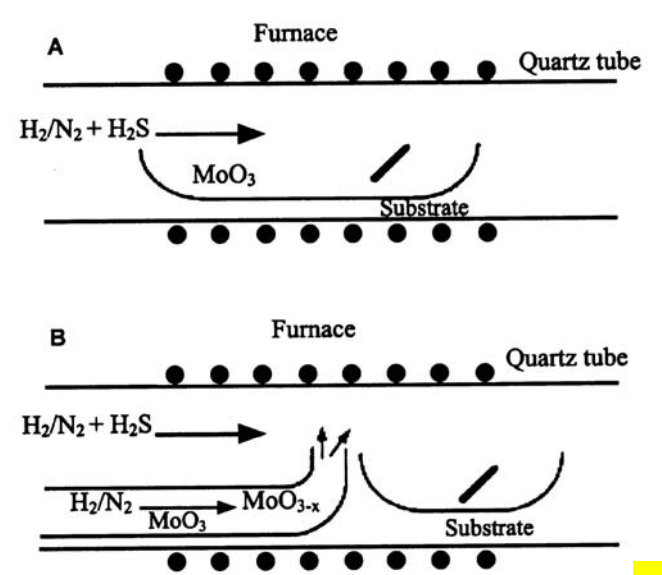 A
Furnace
Quartz tube
H2/N2 + H2S
MoO3
Substrate
B
Furnace
Quartz tube
H2/N2 + H2S
H2/N2
MoO3-x
MoO3
Substrate